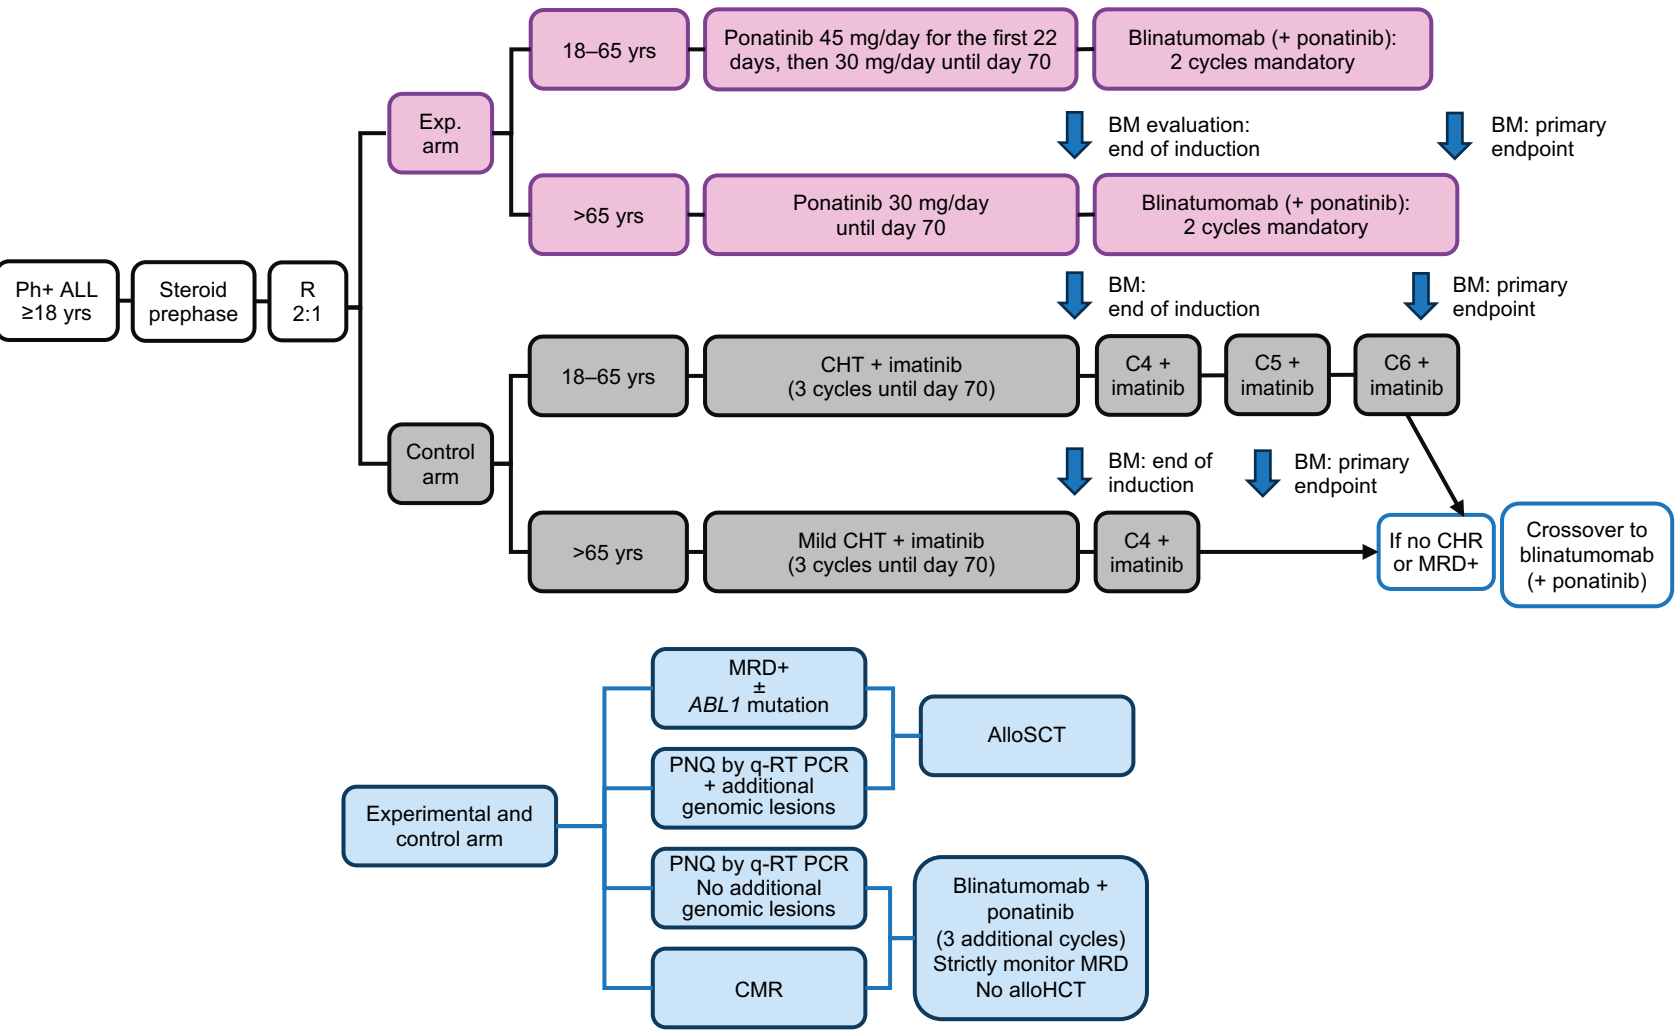 18–65 yrs
Ponatinib 45 mg/day for the first 22
days, then 30 mg/day until day 70
Blinatumomab (+ ponatinib):
2 cycles mandatory
Exp.
arm
BM evaluation:
end of induction
BM: primary
endpoint
>65 yrs
Ponatinib 30 mg/day
until day 70
Blinatumomab (+ ponatinib):
2 cycles mandatory
Ph+ ALL
≥18 yrs
Steroid
prephase
R
2:1
BM:
end of induction
BM: primary
endpoint
18–65 yrs
CHT + imatinib
(3 cycles until day 70)
C4 +
imatinib
C5 +
imatinib
C6 +
imatinib
Control
arm
BM: end of
induction
BM: primary
endpoint
>65 yrs
Mild CHT + imatinib
(3 cycles until day 70)
C4 +
imatinib
If no CHR
or MRD+
Crossover to
blinatumomab
(+ ponatinib)
Experimental and
control arm
MRD+
±
ABL1 mutation
PNQ by q-RT PCR
+ additional
genomic lesions
AlloSCT
PNQ by q-RT PCR
No additional
genomic lesions
CMR
Blinatumomab +
ponatinib
(3 additional cycles)
Strictly monitor MRD
No alloHCT